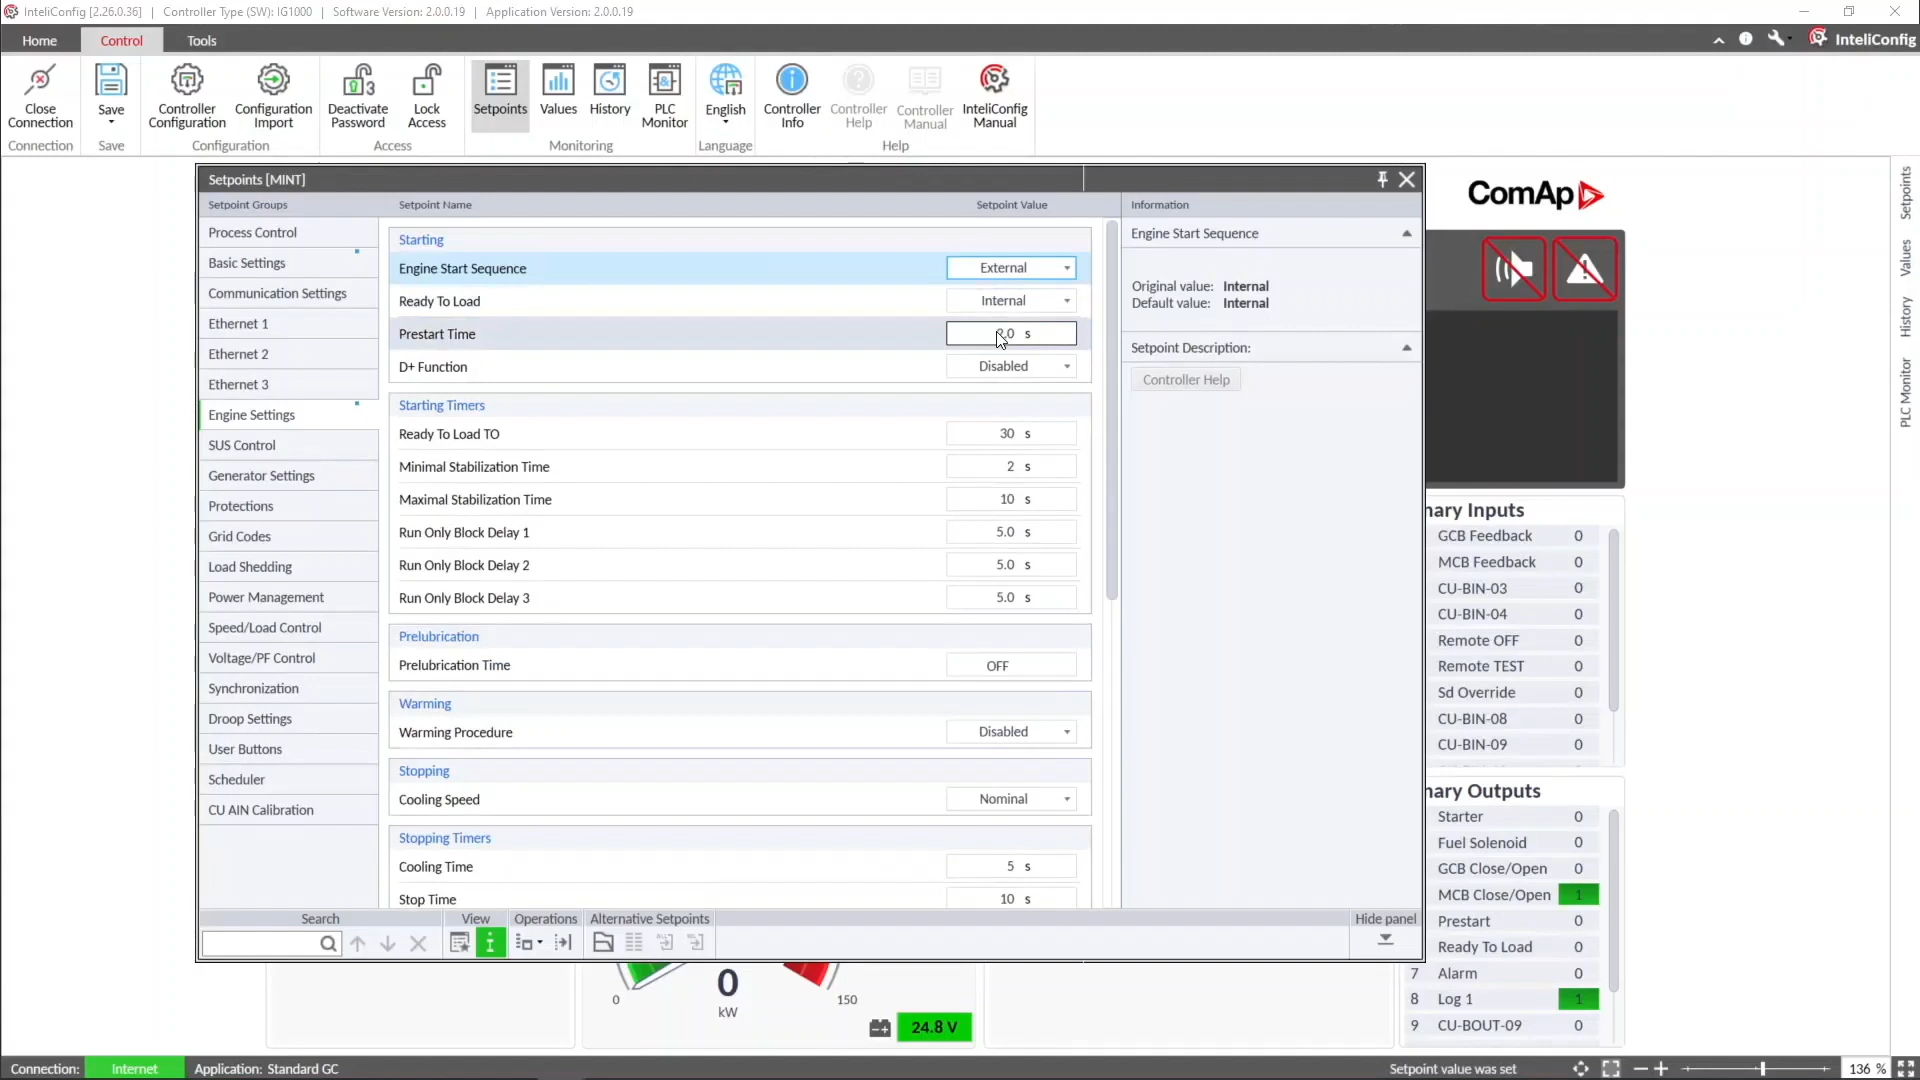 InteliConfig [2.26.0.36] | Controller Type (SW): IG1000 | Software Version: 2.0.0.19 | Application Version: 2.0.0.19
Home Control Tools InteliConfig
Close Connection
Save
Controller Configuration
Configuration Import
Deactivate Password
Lock Access
Setpoints
Values
History
PLC Monitor
English
Controller Info
Controller Help
Controller Manual
InteliConfig Manual
Connection Save Configuration Access Monitoring Language Help
Setpoints [MINT]
Setpoint Groups Setpoint Name Setpoint Value Information
Process Control
Basic Settings
Communication Settings
Ethernet 1
Ethernet 2
Ethernet 3
Engine Settings
SUS Control
Generator Settings
Protections
Grid Codes
Load Shedding
Power Management
Speed/Load Control
Voltage/PF Control
Synchronization
Droop Settings
User Buttons
Scheduler
CU AIN Calibration
Starting
Engine Start Sequence External
Ready To Load Internal
Prestart Time .0 s
D+ Function Disabled
Starting Timers
Ready To Load TO 30 s
Minimal Stabilization Time 2 s
Maximal Stabilization Time 10 s
Run Only Block Delay 1 5.0 s
Run Only Block Delay 2 5.0 s
Run Only Block Delay 3 5.0 s
Prelubrication
Prelubrication Time OFF
Warming
Warming Procedure Disabled
Stopping
Cooling Speed Nominal
Stopping Timers
Cooling Time 5 s
Stop Time 10 s
Engine Start Sequence
Original value: Internal
Default value: Internal
Setpoint Description:
Controller Help
Search View Operations Alternative Setpoints Hide panel
ComAp
nary Inputs
GCB Feedback 0
MCB Feedback 0
CU-BIN-03 0
CU-BIN-04 0
Remote OFF 0
Remote TEST 0
Sd Override 0
CU-BIN-08 0
CU-BIN-09 0
nary Outputs
Starter 0
Fuel Solenoid 0
GCB Close/Open 0
MCB Close/Open 1
Prestart 0
Ready To Load 0
7 Alarm 0
8 Log 1 1
9 CU-BOUT-09 0
Setpoints
Values
History
PLC Monitor
0 0 150
kW
24.8 V
Connection: Internet Application: Standard GC Setpoint value was set 136 %